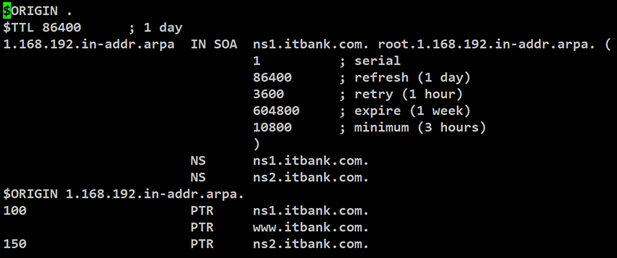 $ORIGIN .
$TTL 86400      ; 1 day
1.168.192.in-addr.arpa  IN SOA  ns1.itbank.com. root.1.168.192.in-addr.arpa. (
                                1          ; serial
                                86400      ; refresh (1 day)
                                3600       ; retry (1 hour)
                                604800     ; expire (1 week)
                                10800      ; minimum (3 hours)
                                )
                        NS      ns1.itbank.com.
                        NS      ns2.itbank.com.
$ORIGIN 1.168.192.in-addr.arpa.
100                     PTR     ns1.itbank.com.
                        PTR     www.itbank.com.
150                     PTR     ns2.itbank.com.